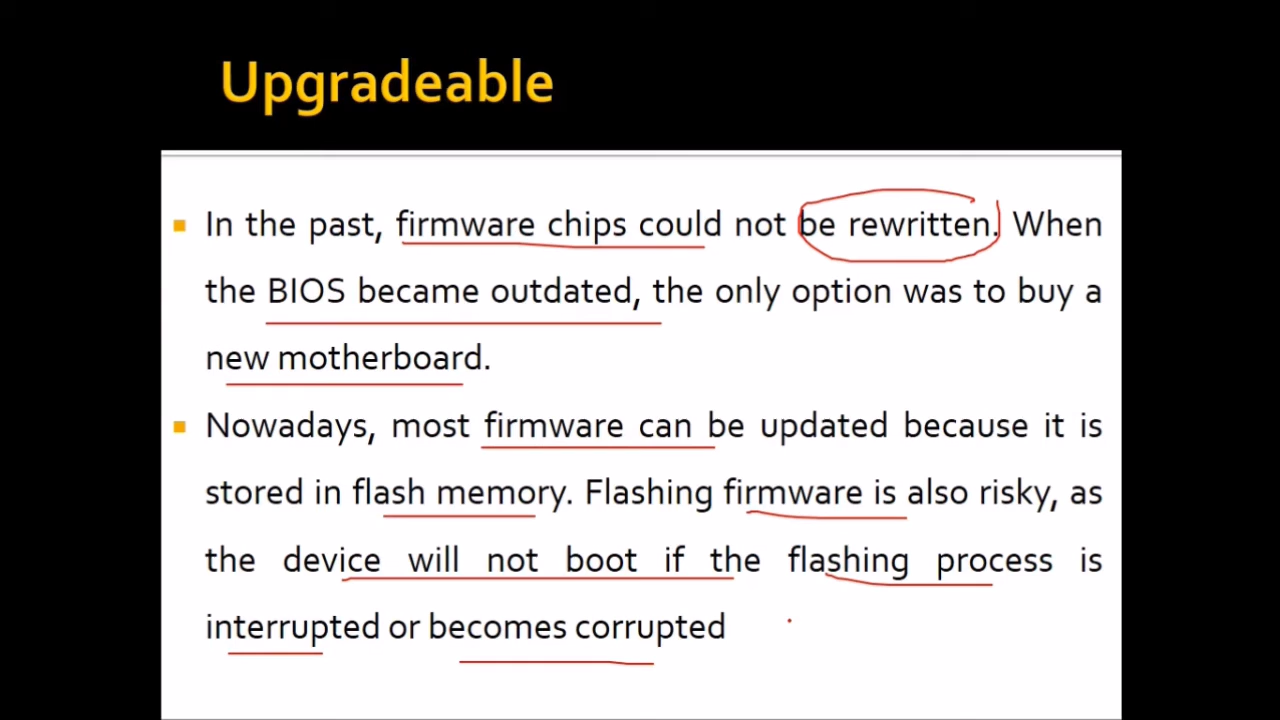 Upgradeable
In the past, firmware chips could not be rewritten. When
the BIOS became outdated, the only option was to buy a
new motherboard.
Nowadays, most firmware can be updated because it is
stored in flash memory. Flashing firmware is also risky, as
the device will not boot if the flashing process is
interrupted or becomes corrupted